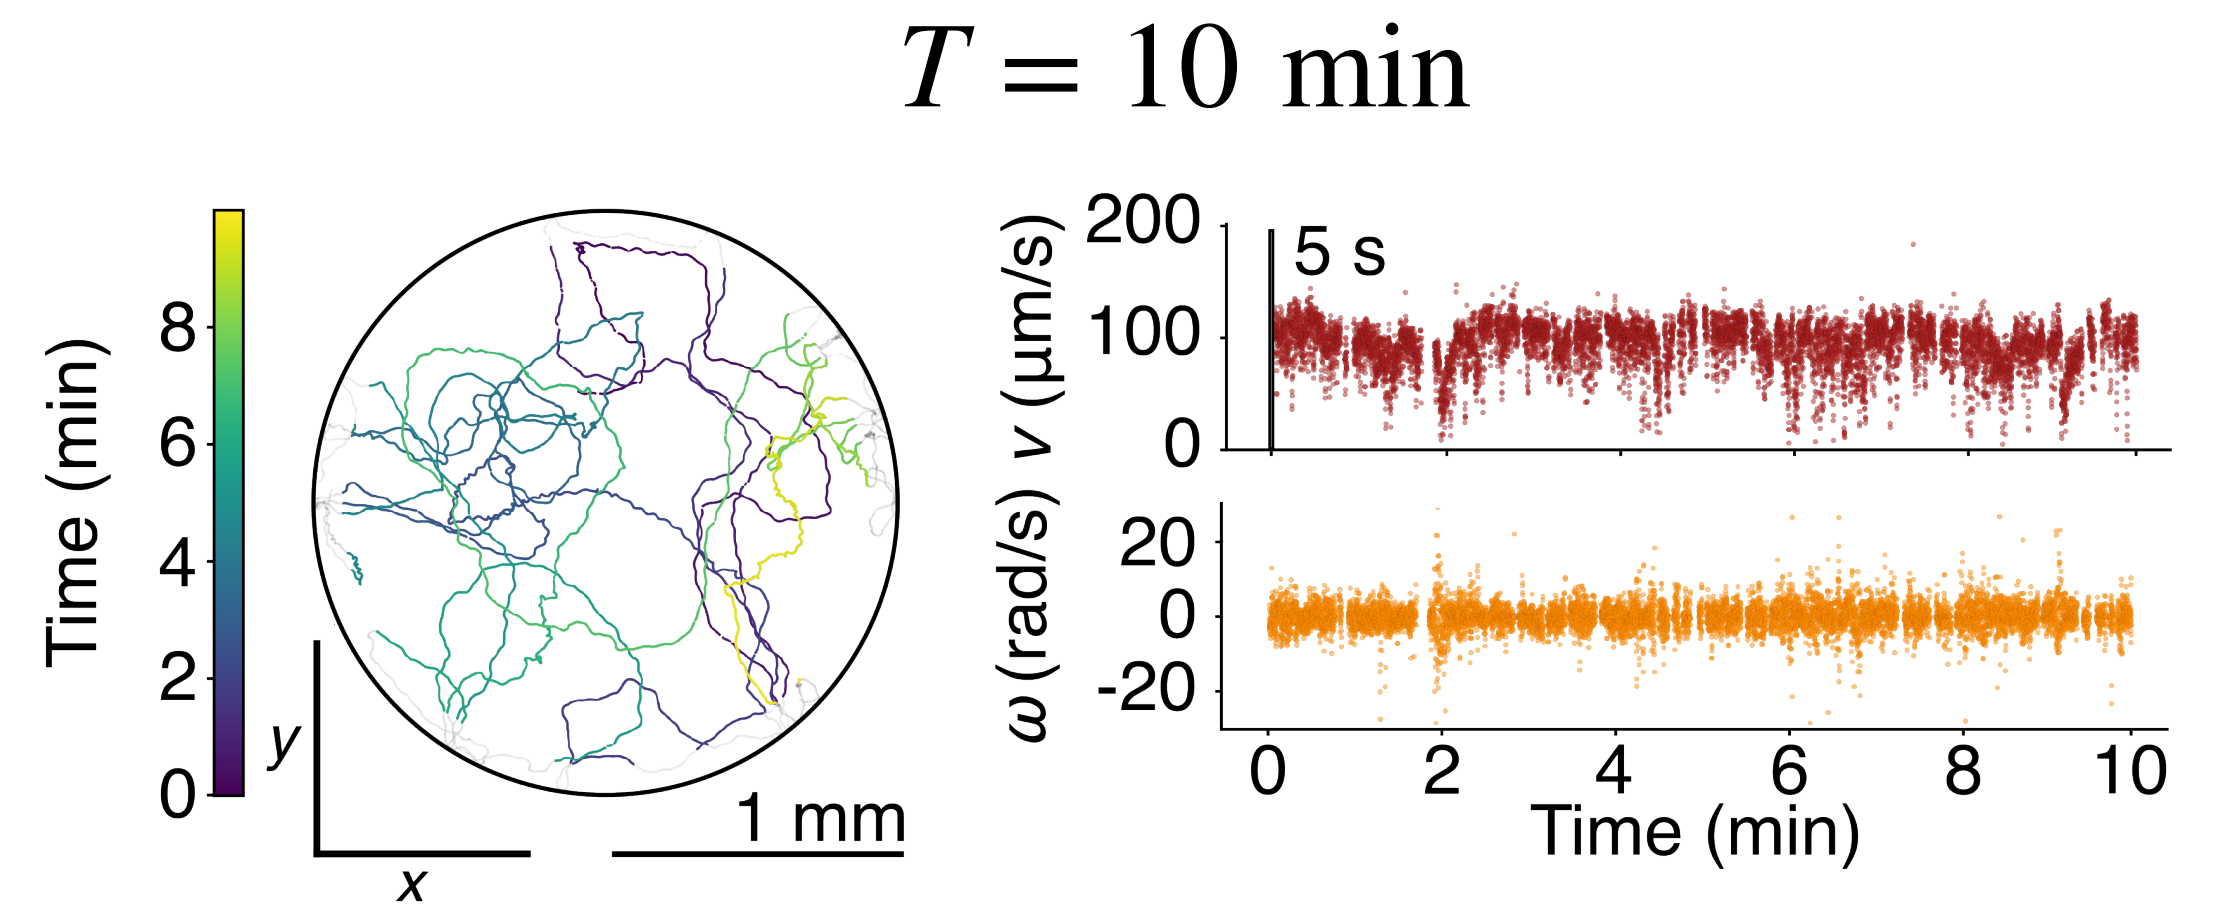 T = 10 min
Time (min)
8
6
4
2
0
y
x
1 mm
v (μm/s)
200
100
0
5 s
ω (rad/s)
20
0
-20
0 2 4 6 8 10
Time (min)